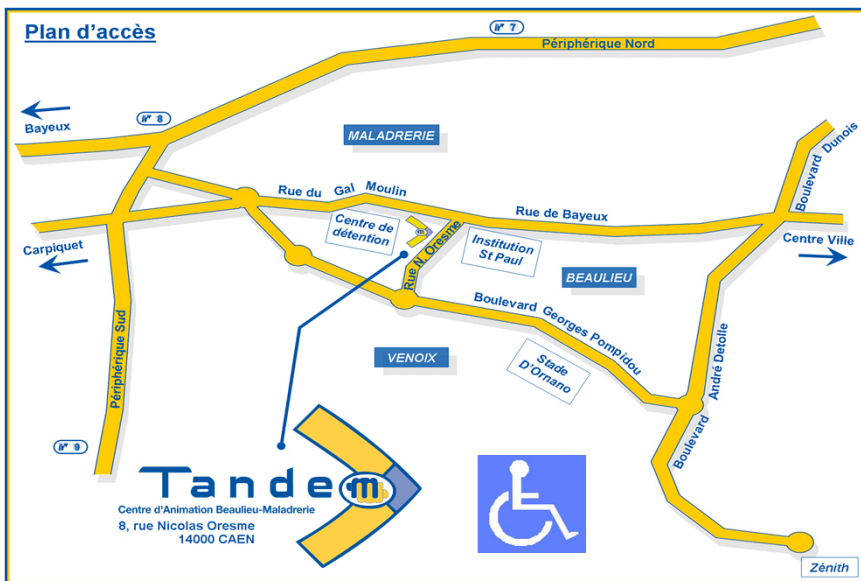 Plan d'accès
N° 7
Périphérique Nord
N° 8
Bayeux
MALADRERIE
Boulevard Dunois
Rue du Gal Moulin
Rue de Bayeux
Centre de
détention
Rue N. Oresme
Institution
St Paul
Carpiquet
Centre Ville
BEAULIEU
Périphérique Sud
Boulevard Georges Pompidou
VENOIX
Stade
D'Ornano
Boulevard André Detolle
N° 9
Tandem
Centre d'Animation Beaulieu-Maladrerie
8, rue Nicolas Oresme
14000 CAEN
Zénith